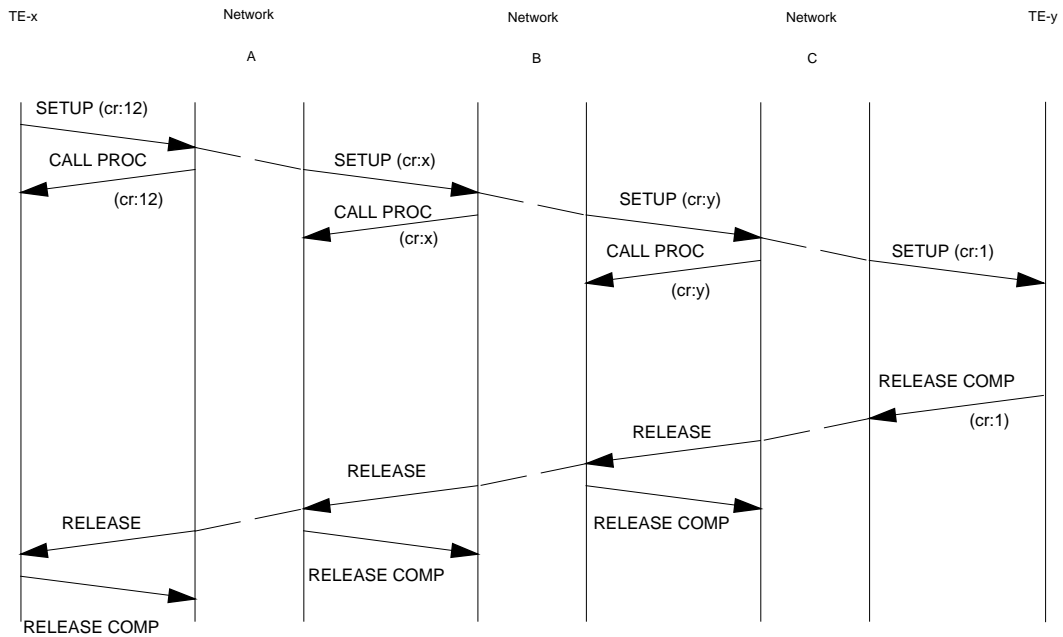 TE-x
Network
Network
Network
TE-y
A
B
C
SETUP (cr:12)
CALL PROC
(cr:12)
SETUP (cr:x)
CALL PROC
(cr:x)
SETUP (cr:y)
CALL PROC
(cr:y)
SETUP (cr:1)
RELEASE COMP
(cr:1)
RELEASE
RELEASE
RELEASE COMP
RELEASE
RELEASE COMP
RELEASE COMP